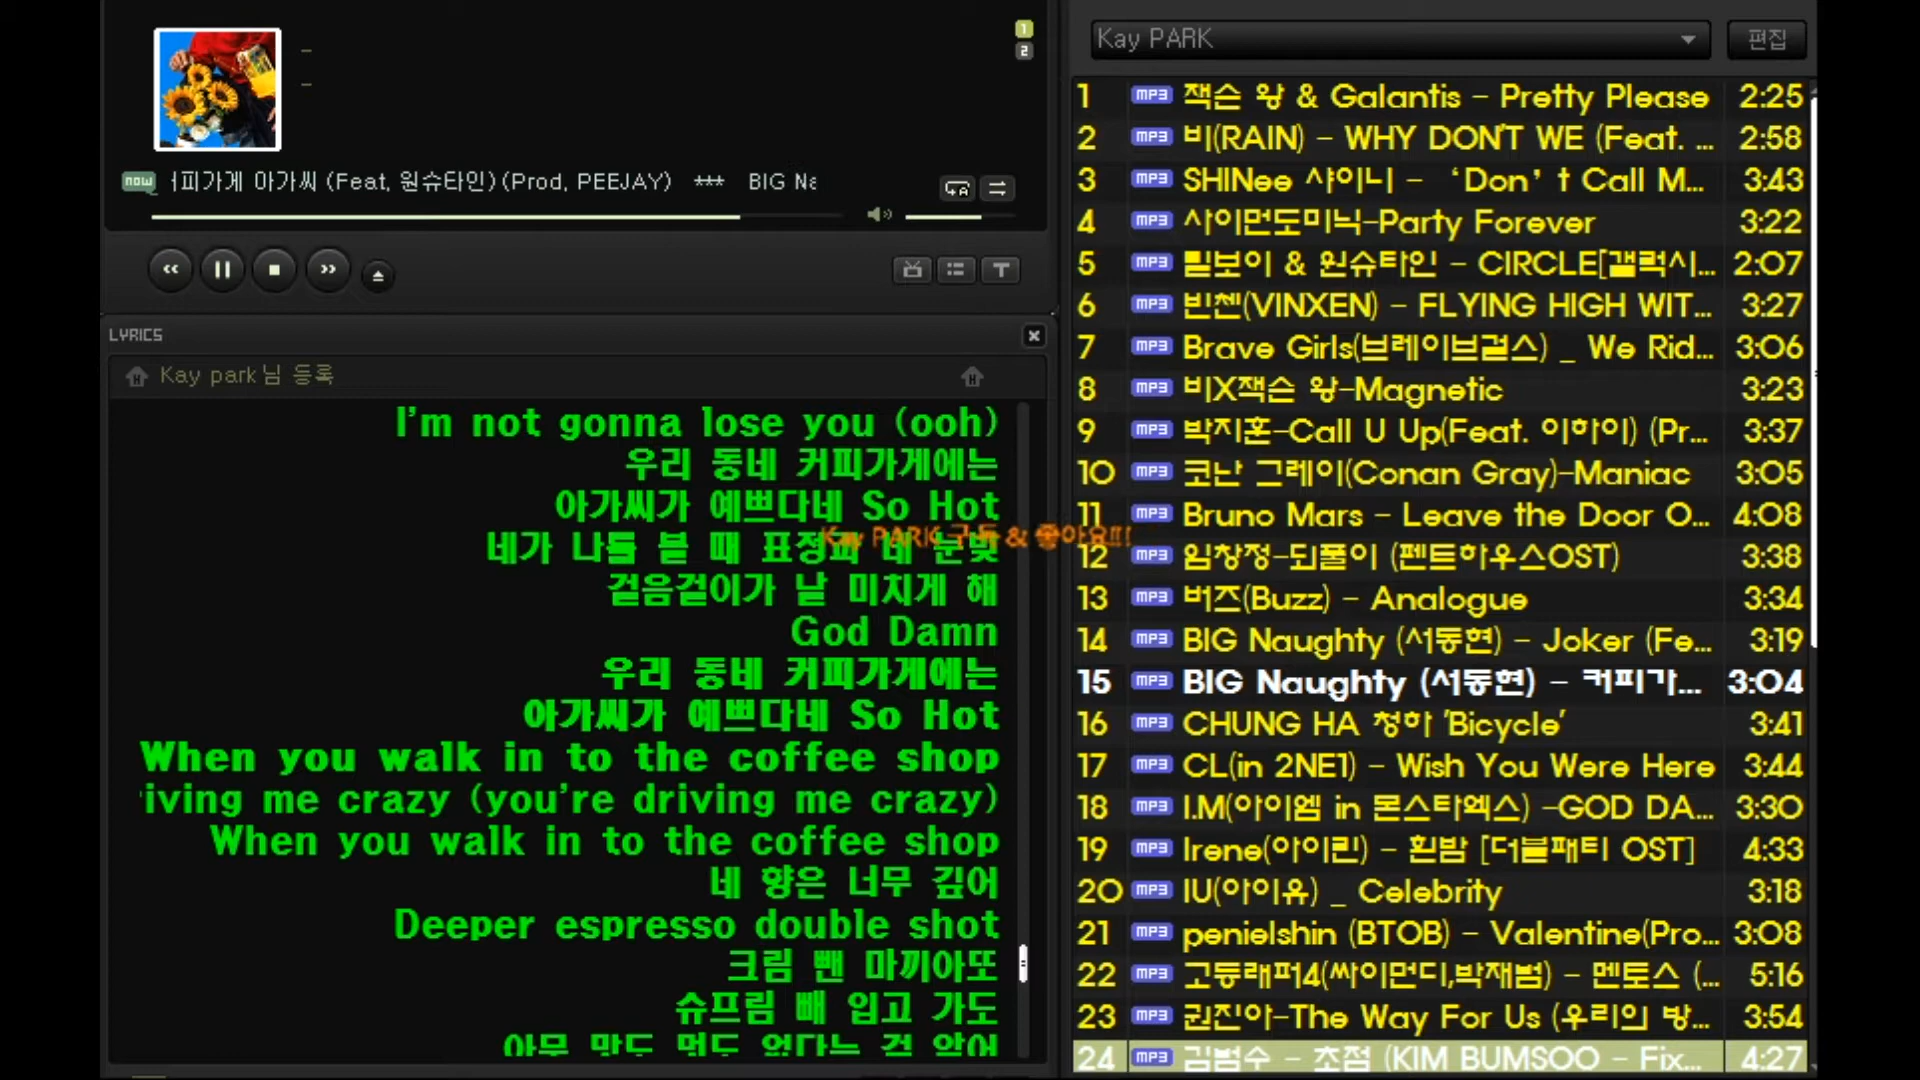 1
2
now
커피가게 아가씨 (Feat, 원슈타인)(Prod, PEEJAY) *** BIG Na
LYRICS
Kay park님 등록
I'm not gonna lose you (ooh)
우리 동네 커피가게에는
아가씨가 예쁘다네 So Hot
네가 나를 볼 때 표정과 네 눈빛
걸음걸이가 날 미치게 해
God Damn
우리 동네 커피가게에는
아가씨가 예쁘다네 So Hot
When you walk in to the coffee shop
iving me crazy (you're driving me crazy)
When you walk in to the coffee shop
네 향은 너무 깊어
Deeper espresso double shot
크림 뺀 마끼아또
슈프림 빼 입고 가도
아무 맛도 멋도 없다는 걸 알어
Kay PARK 구독 & 좋아요!!!
Kay PARK 편집
1 MP3 잭슨 왕 & Galantis - Pretty Please 2:25
2 MP3 비(RAIN) - WHY DON'T WE (Feat. ... 2:58
3 MP3 SHINee 샤이니 - ‘Don’t Call M... 3:43
4 MP3 사이먼도미닉-Party Forever 3:22
5 MP3 릴보이 & 원슈타인 - CIRCLE[갤럭시... 2:07
6 MP3 빈첸(VINXEN) - FLYING HIGH WIT... 3:27
7 MP3 Brave Girls(브레이브걸스) _ We Rid... 3:06
8 MP3 비X잭슨 왕-Magnetic 3:23
9 MP3 박지훈-Call U Up(Feat. 이하이) (Pr... 3:37
10 MP3 코난 그레이(Conan Gray)-Maniac 3:05
11 MP3 Bruno Mars - Leave the Door O... 4:08
12 MP3 임창정-되풀이 (펜트하우스OST) 3:38
13 MP3 버즈(Buzz) - Analogue 3:34
14 MP3 BIG Naughty (서동현) - Joker (Fe... 3:19
15 MP3 BIG Naughty (서동현) - 커피가... 3:04
16 MP3 CHUNG HA 청하 'Bicycle' 3:41
17 MP3 CL(in 2NE1) - Wish You Were Here 3:44
18 MP3 I.M(아이엠 in 몬스타엑스) -GOD DA... 3:30
19 MP3 Irene(아이린) - 흰밤 [더블패티 OST] 4:33
20 MP3 IU(아이유) _ Celebrity 3:18
21 MP3 penielshin (BTOB) - Valentine(Pro... 3:08
22 MP3 고등래퍼4(싸이먼디,박재범) - 멘토스 (... 5:16
23 MP3 권진아-The Way For Us (우리의 방... 3:54
24 MP3 김범수 - 초점 (KIM BUMSOO - Fix... 4:27